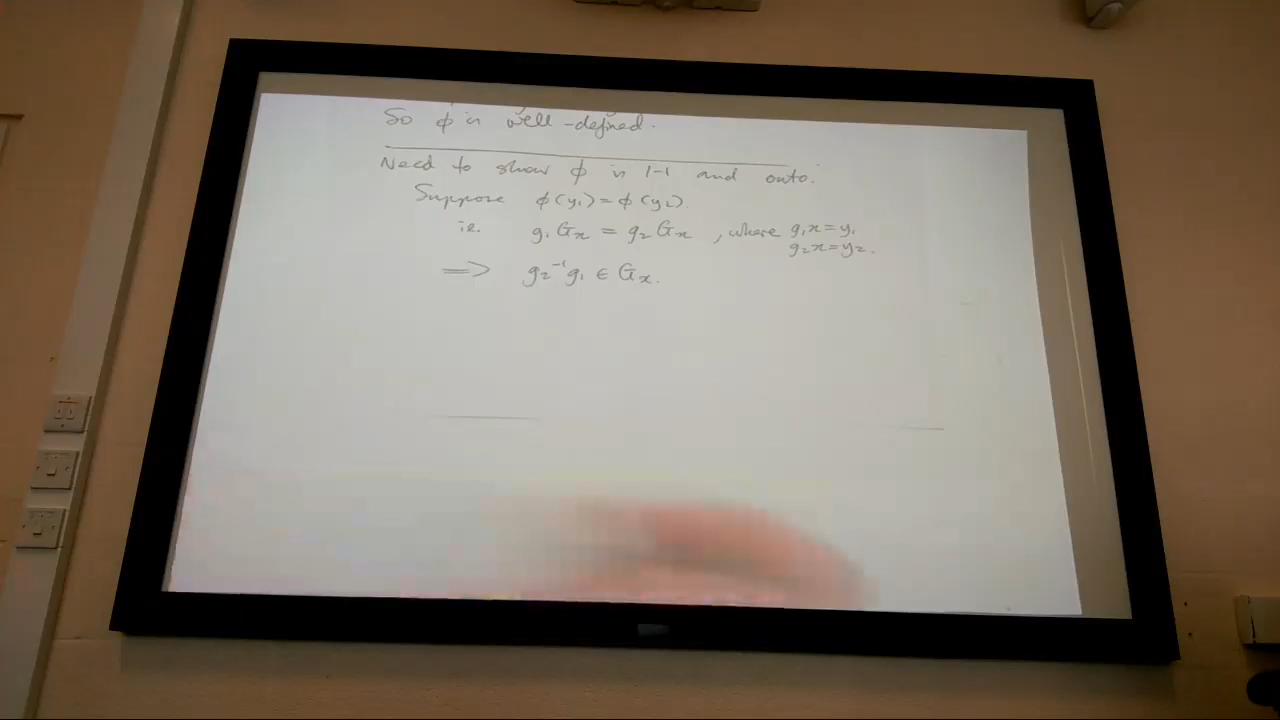 So ϕ is well-defined.
Need to show ϕ is 1-1 and onto.
Suppose ϕ(y₁)=ϕ(y₂).
i.e. g₁Gₓ = g₂Gₓ , where g₁x=y₁
g₂x=y₂.
⟹ g₂⁻¹g₁ ∈ Gₓ.